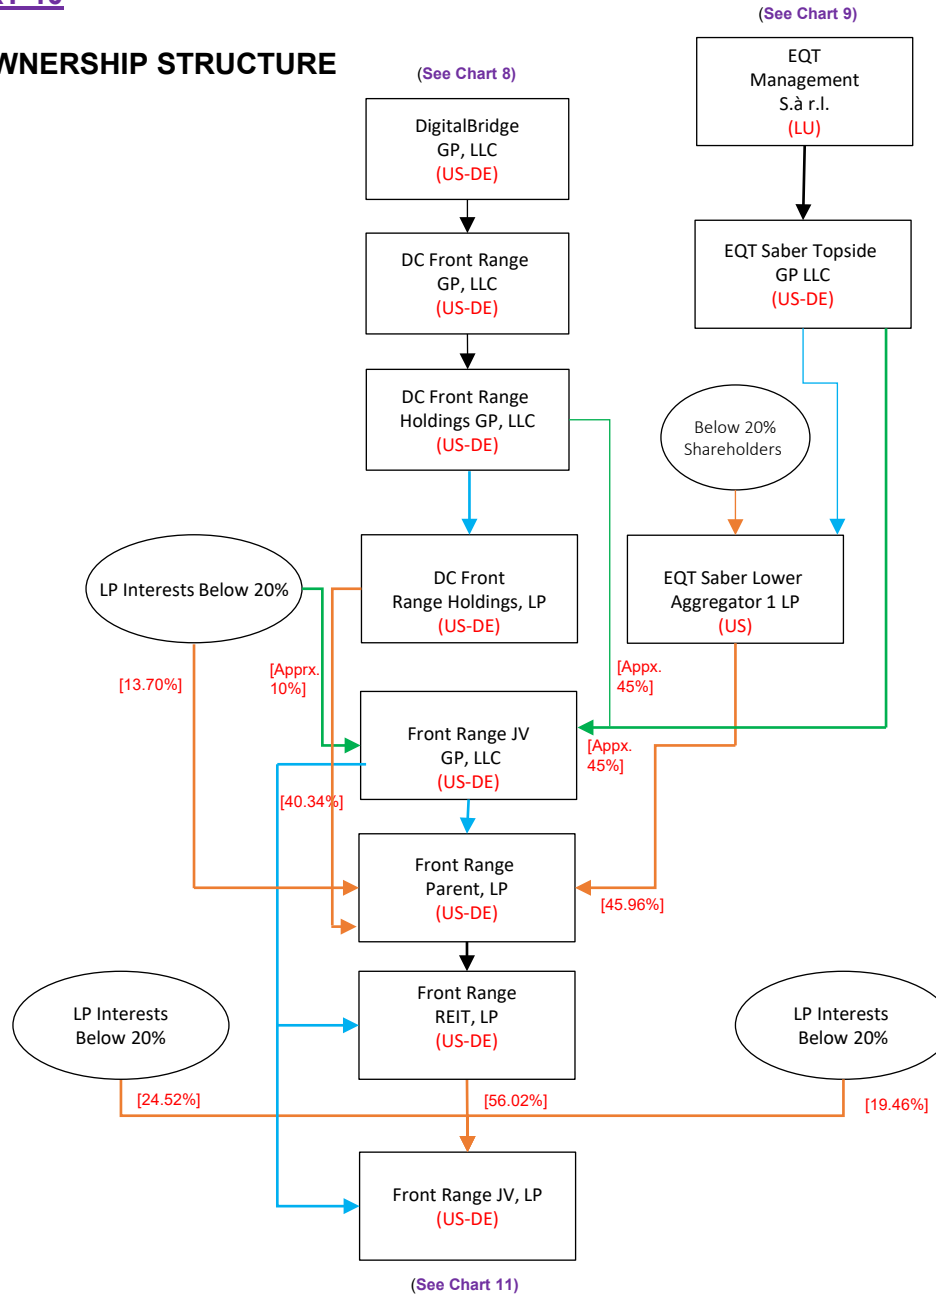 (See Chart 9)
WNERSHIP STRUCTURE
(See Chart 8)
EQT
Management
S.à r.l.
(LU)
DigitalBridge
GP, LLC
(US-DE)
DC Front Range
GP, LLC
(US-DE)
EQT Saber Topside
GP LLC
(US-DE)
DC Front Range
Holdings GP, LLC
(US-DE)
Below 20%
Shareholders
LP Interests Below 20%
DC Front
Range Holdings, LP
(US-DE)
EQT Saber Lower
Aggregator 1 LP
(US)
[13.70%]
[Apprx.
10%]
[Appx.
45%]
Front Range JV
GP, LLC
(US-DE)
[Appx.
45%]
[40.34%]
Front Range
Parent, LP
(US-DE)
[45.96%]
LP Interests
Below 20%
Front Range
REIT, LP
(US-DE)
LP Interests
Below 20%
[24.52%]
[56.02%]
[19.46%]
Front Range JV, LP
(US-DE)
(See Chart 11)